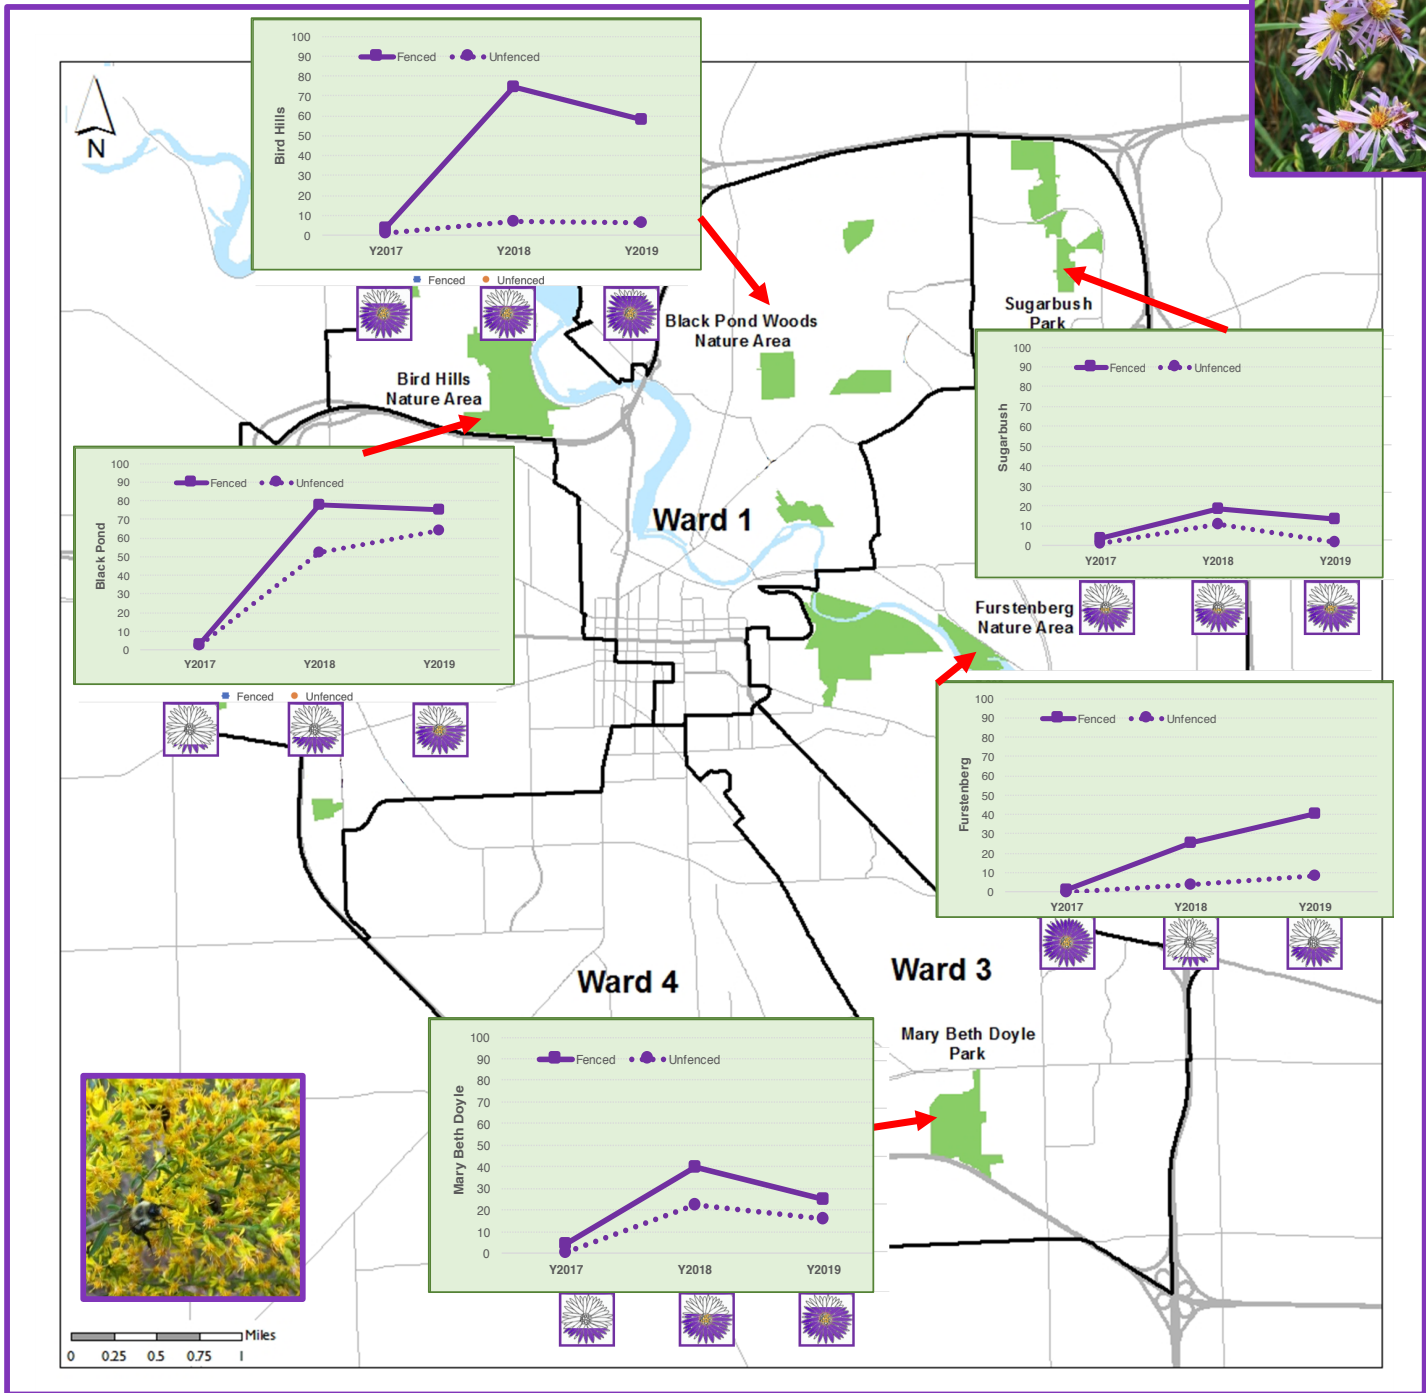 100
90
80
70
60
50
40
30
20
10
0
Bird Hills
Fenced Unfenced
Y2017 Y2018 Y2019
Fenced Unfenced
N
Black Pond Woods
Nature Area
Sugarbush
Park
Bird Hills
Nature Area
100
90
80
70
60
50
40
30
20
10
0
Sugarbush
Fenced Unfenced
Y2017 Y2018 Y2019
100
90
80
70
60
50
40
30
20
10
0
Black Pond
Fenced Unfenced
Y2017 Y2018 Y2019
Fenced Unfenced
Ward 1
Furstenberg
Nature Area
100
90
80
70
60
50
40
30
20
10
0
Furstenberg
Fenced Unfenced
Y2017 Y2018 Y2019
Ward 4
Ward 3
Mary Beth Doyle
Park
100
90
80
70
60
50
40
30
20
10
0
Mary Beth Doyle
Fenced Unfenced
Y2017 Y2018 Y2019
Miles
0 0.25 0.5 0.75 1